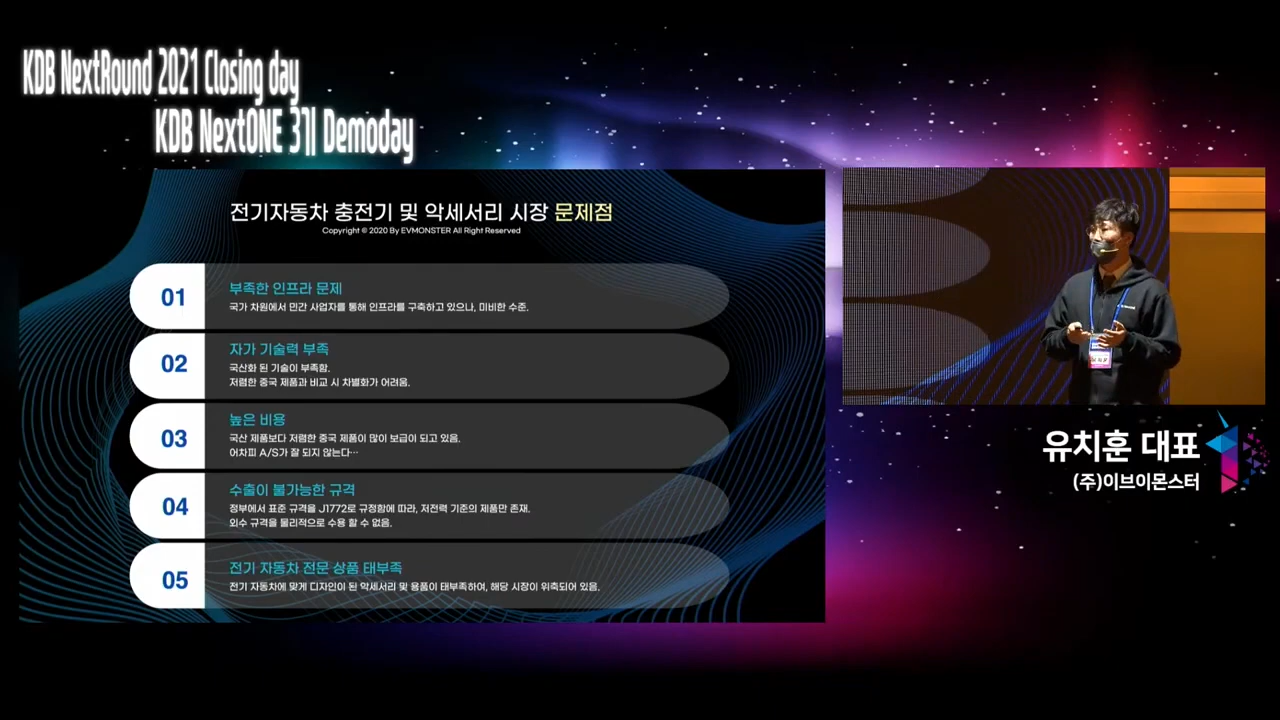 KDB NextRound 2021 Closing day
KDB NextONE 3기 Demoday
전기자동차 충전기 및 악세서리 시장 문제점
Copyright © 2020 By EVMONSTER All Right Reserved
01
부족한 인프라 문제
국가 차원에서 민간 사업자를 통해 인프라를 구축하고 있으나, 미비한 수준.
02
자가 기술력 부족
국산화 된 기술이 부족함.
저렴한 중국 제품과 비교 시 차별화가 어려움.
03
높은 비용
국산 제품보다 저렴한 중국 제품이 많이 보급이 되고 있음.
어차피 A/S가 잘 되지 않는다…
04
수출이 불가능한 규격
정부에서 표준 규격을 J1772로 규정함에 따라, 저전력 기준의 제품만 존재.
외수 규격을 물리적으로 수용 할 수 없음.
05
전기 자동차 전문 상품 태부족
전기 자동차에 맞게 디자인이 된 악세서리 및 용품이 태부족하여, 해당 시장이 위축되어 있음.
유치훈 대표
(주)이브이몬스터